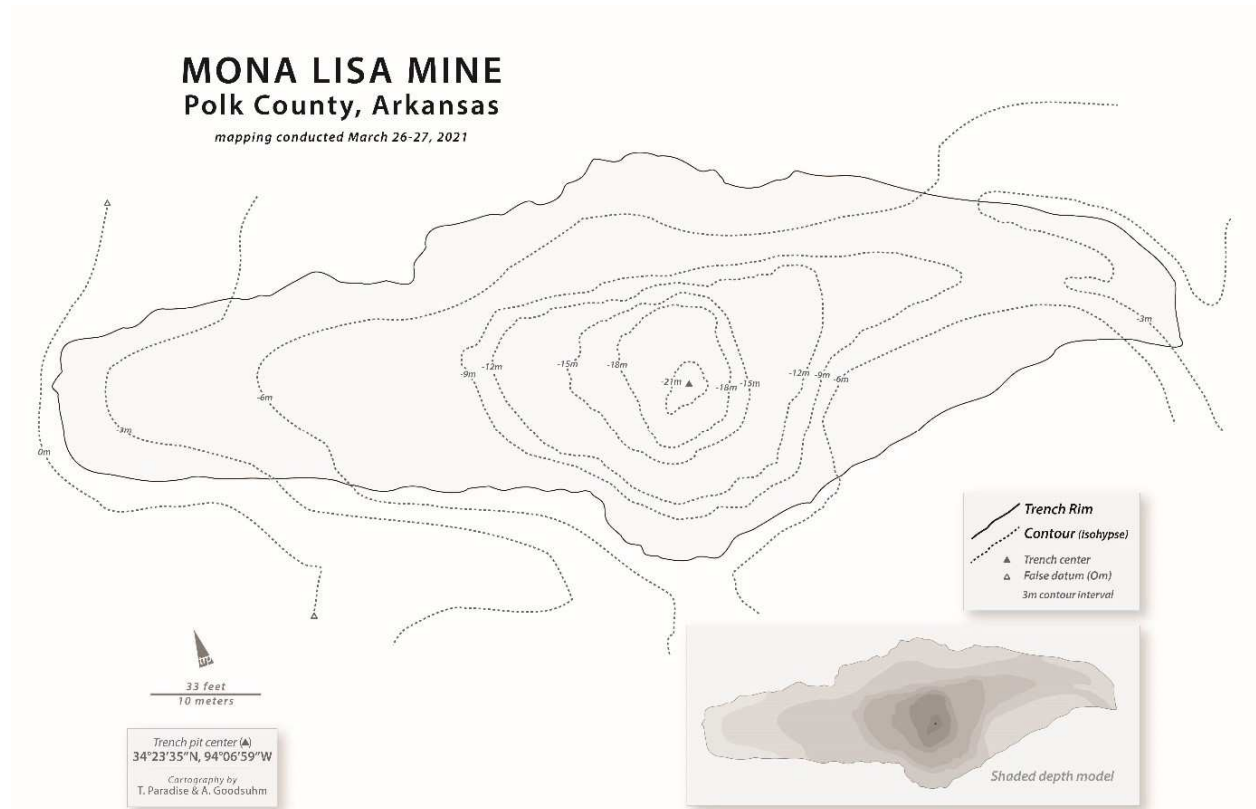 MONA LISA MINE
Polk County, Arkansas
mapping conducted March 26-27, 2021
0m
-3m
-6m
-9m
-12m
-15m
-18m
-21m
-18m
-15m
-12m
-9m
-6m
-3m
Trench Rim
Contour (Isohypse)
Trench center
False datum (0m)
3m contour interval
33 feet
10 meters
Trench pit center (▲)
34°23'35"N, 94°06'59"W
Cartography by
T. Paradise & A. Goodsuhm
Shaded depth model